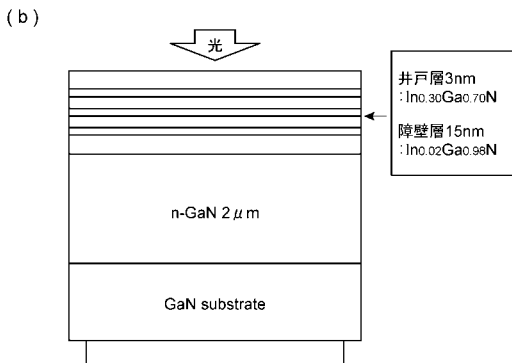 (b)
光
井戸層3nm
:In0.30Ga0.70N
障壁層15nm
:In0.02Ga0.98N
n-GaN 2μm
GaN substrate